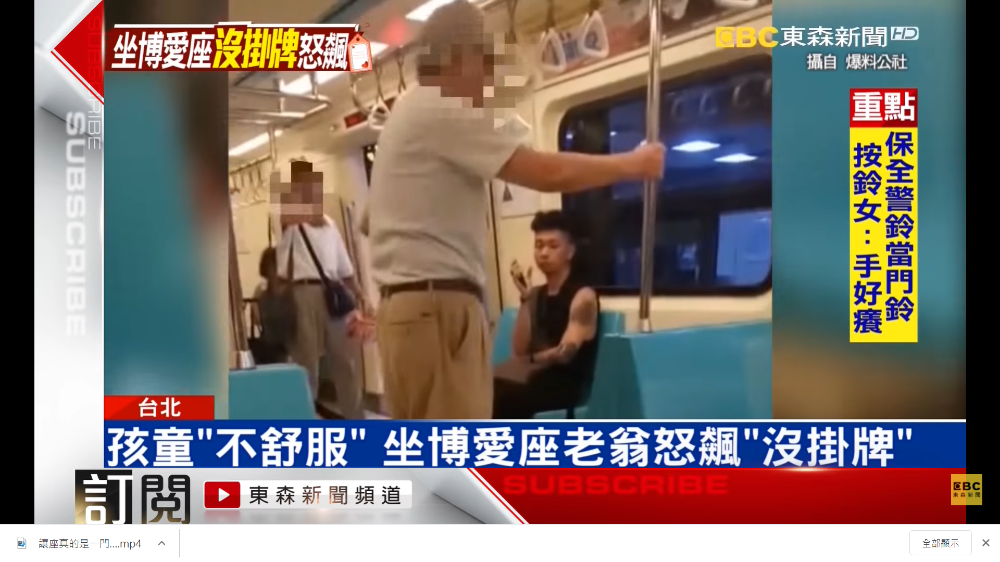 SUBSCRIBE
SUBSCRIBE
坐博愛座沒掛牌怒飆
EBC東森新聞HD
攝自 爆料公社
重點
保全警鈴當門鈴
按鈴女：手好癢
台北
孩童"不舒服" 坐博愛座老翁怒飆"沒掛牌"
訂閱
東森新聞頻道
SUBSCRIBE
EBC
東森新聞
讓座真的是一門....mp4
全部顯示